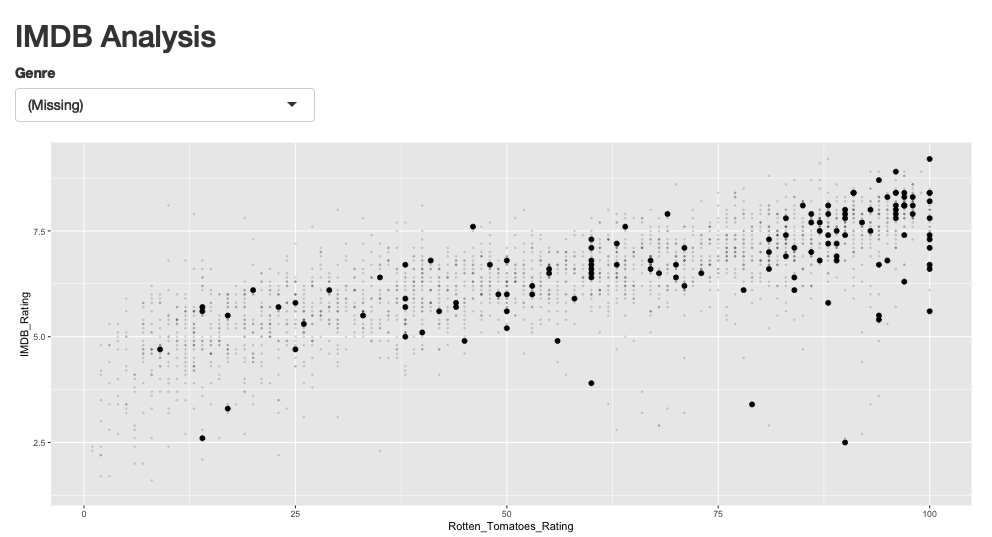 IMDB Analysis
Genre
(Missing)
7.5
5.0
2.5
IMDB_Rating
0 25 50 75 100
Rotten_Tomatoes_Rating